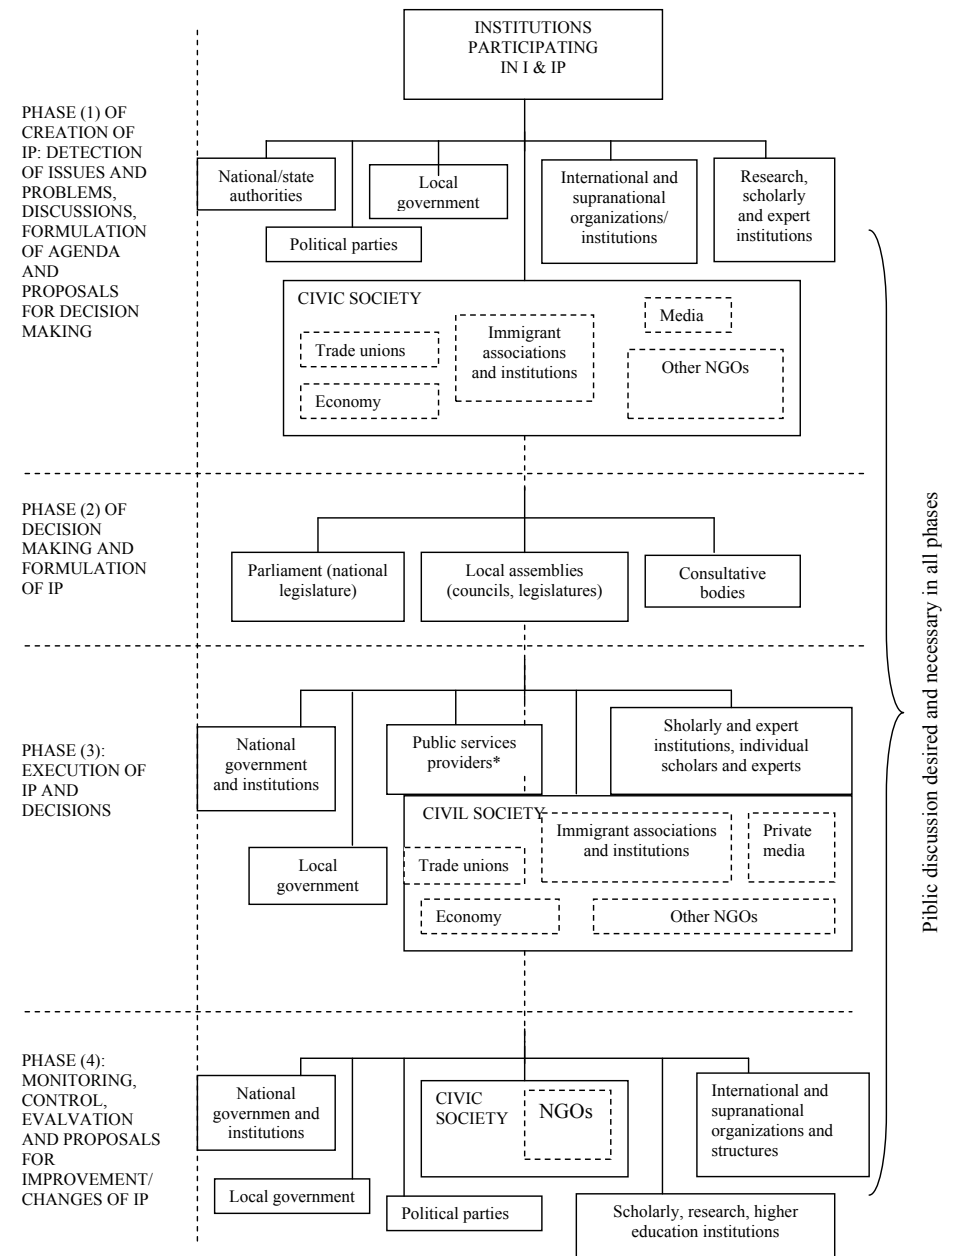 INSTITUTIONS
PARTICIPATING
IN I & IP
PHASE (1) OF
CREATION OF
IP: DETECTION
OF ISSUES AND
PROBLEMS,
DISCUSSIONS,
FORMULATION
OF AGENDA
AND
PROPOSALS
FOR DECISION
MAKING
National/state
authorities
Political parties
Local
government
International and
supranational
organizations/
institutions
Research,
scholarly
and expert
institutions
CIVIC SOCIETY
Trade unions
Economy
Immigrant
associations
and institutions
Media
Other NGOs
PHASE (2) OF
DECISION
MAKING AND
FORMULATION
OF IP
Parliament (national
legislature)
Local assemblies
(councils, legislatures)
Consultative
bodies
PHASE (3):
EXECUTION OF
IP AND
DECISIONS
National
government
and institutions
Local
government
Public services
providers*
Sholarly and expert
institutions, individual
scholars and experts
CIVIL SOCIETY
Trade unions
Economy
Immigrant associations
and institutions
Private
media
Other NGOs
PHASE (4):
MONITORING,
CONTROL,
EVALVATION
AND PROPOSALS
FOR
IMPROVEMENT/
CHANGES OF IP
National
governmen and
institutions
Local government
Political parties
CIVIC
SOCIETY
NGOs
Scholarly, research, higher
education institutions
International and
supranational
organizations and
structures
Piblic discussion desired and necessary in all phases